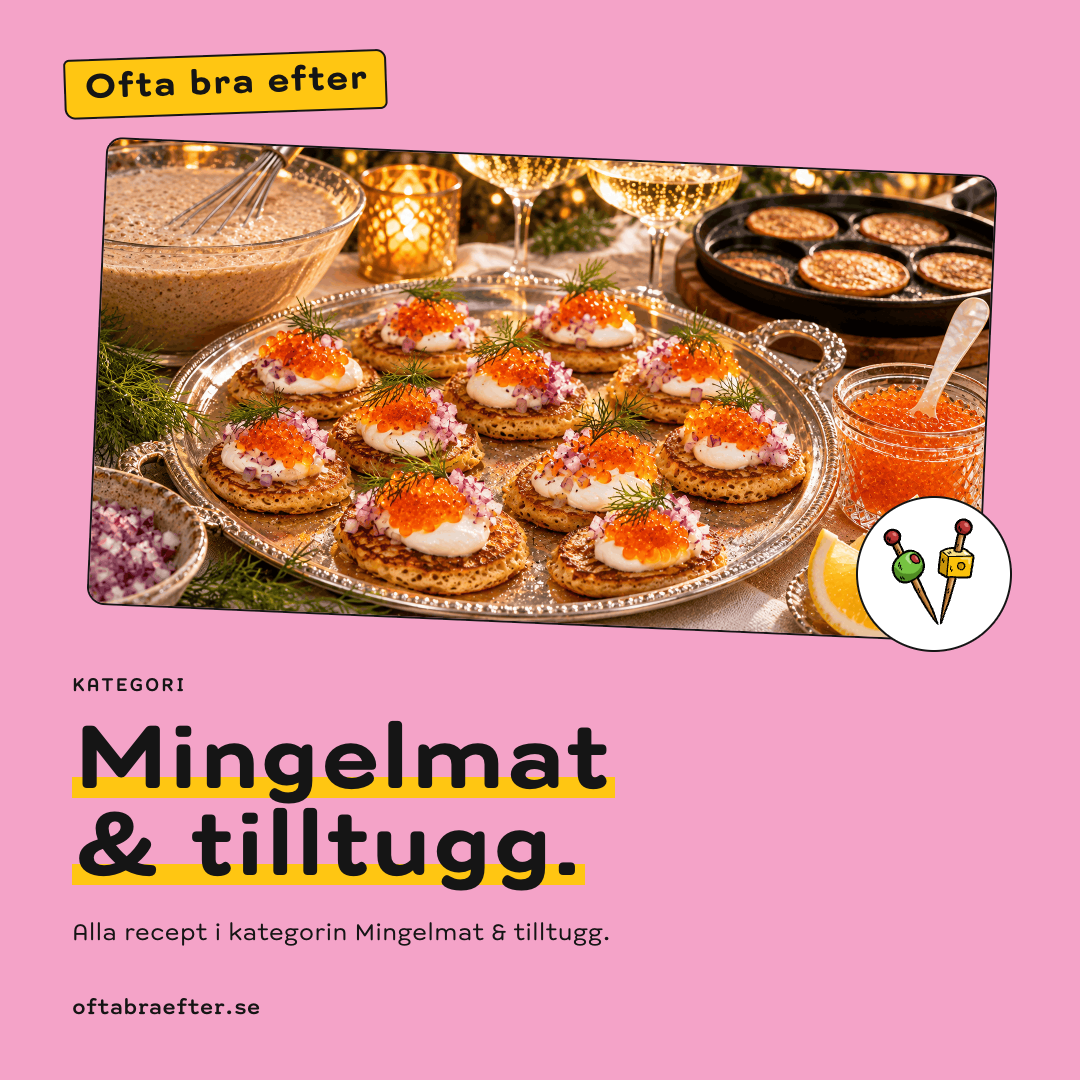 Ofta bra efter
KATEGORI
Mingelmat
& tilltugg.
Alla recept i kategorin Mingelmat & tilltugg.
oftabraefter.se